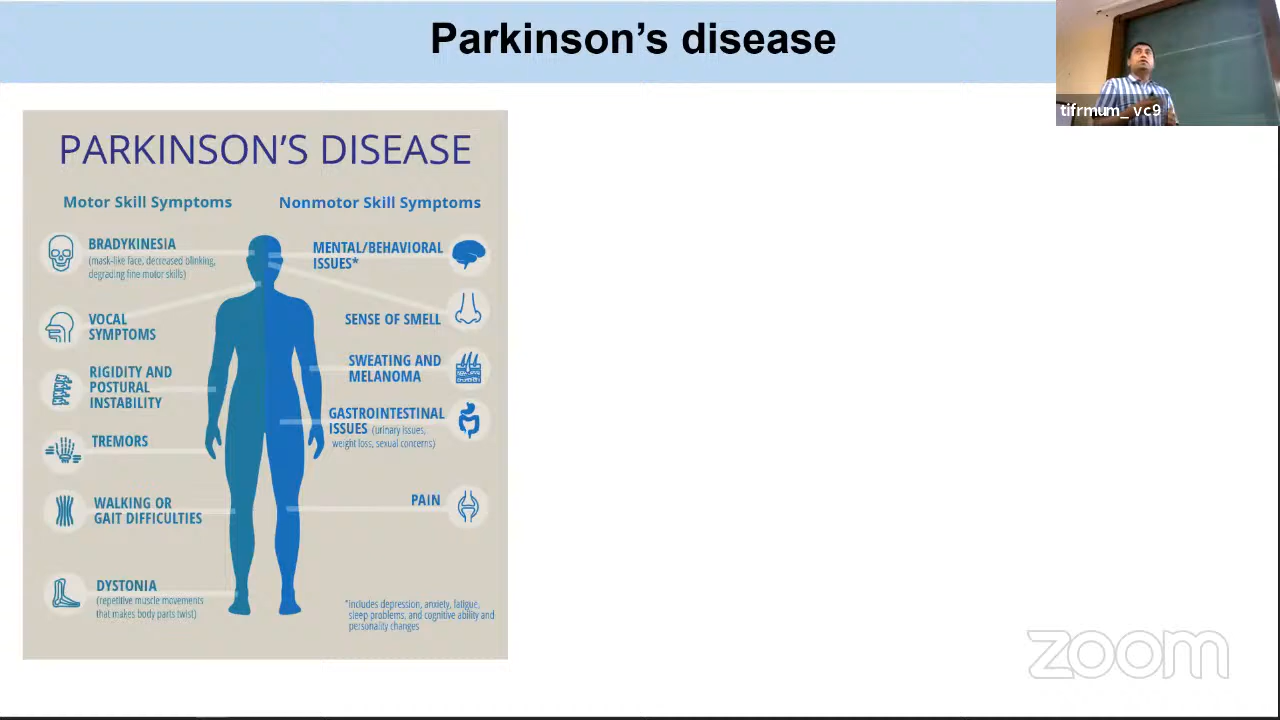 Parkinson's disease
tifrmum_ vc9
PARKINSON'S DISEASE
Motor Skill Symptoms
BRADYKINESIA
(mask-like face, decreased blinking,
degrading fine motor skills)
VOCAL
SYMPTOMS
RIGIDITY AND
POSTURAL
INSTABILITY
TREMORS
WALKING OR
GAIT DIFFICULTIES
DYSTONIA
(repetitive muscle movements
that makes body parts twist)
Nonmotor Skill Symptoms
MENTAL/BEHAVIORAL
ISSUES*
SENSE OF SMELL
SWEATING AND
MELANOMA
GASTROINTESTINAL
ISSUES (urinary issues,
weight loss, sexual concerns)
PAIN
*Includes depression, anxiety, fatigue,
sleep problems, and cognitive ability and
personality changes
zoom